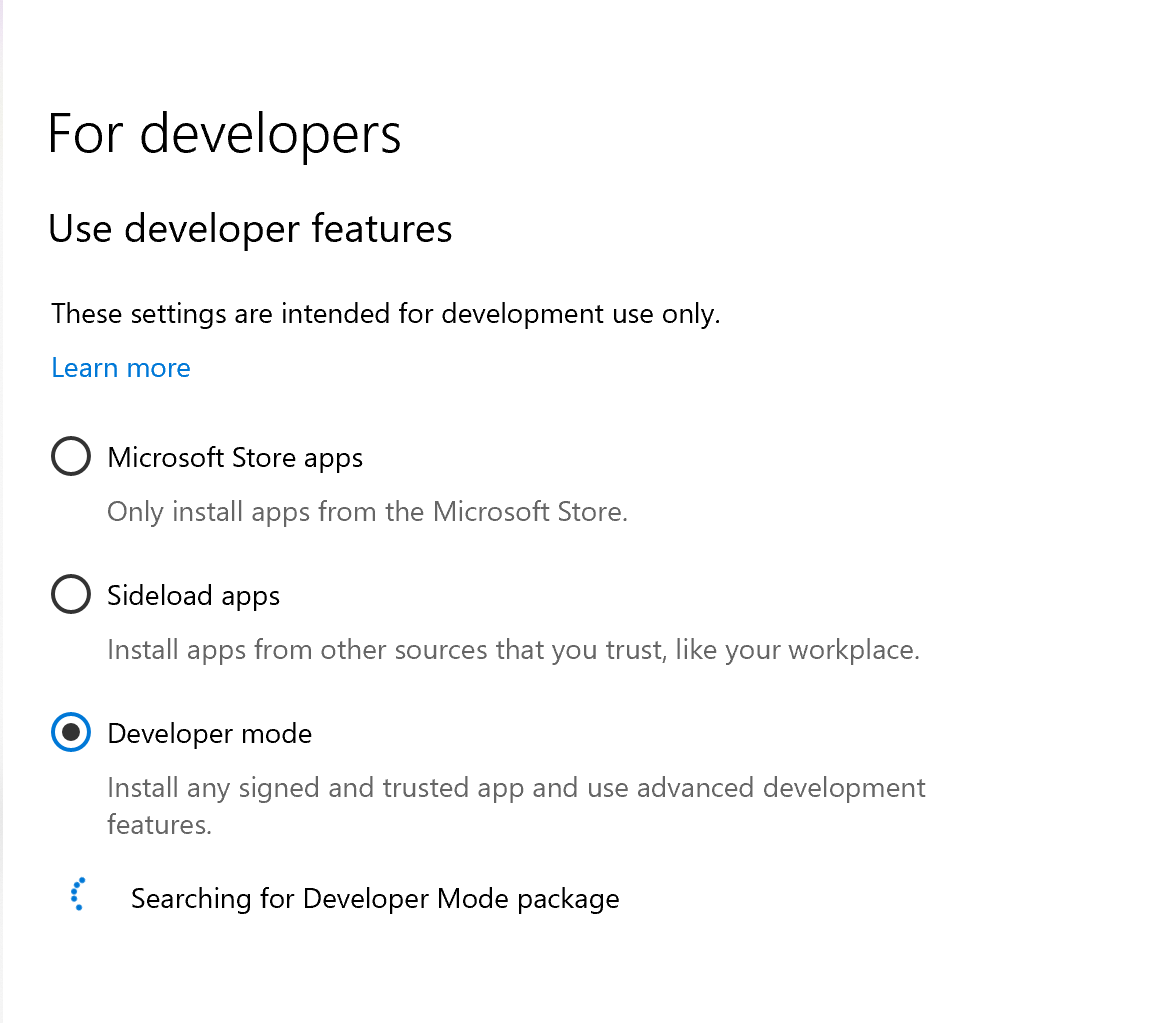 For developers
Use developer features
These settings are intended for development use only.
Learn more
Microsoft Store apps
Only install apps from the Microsoft Store.
Sideload apps
Install apps from other sources that you trust, like your workplace.
Developer mode
Install any signed and trusted app and use advanced development
features.
Searching for Developer Mode package